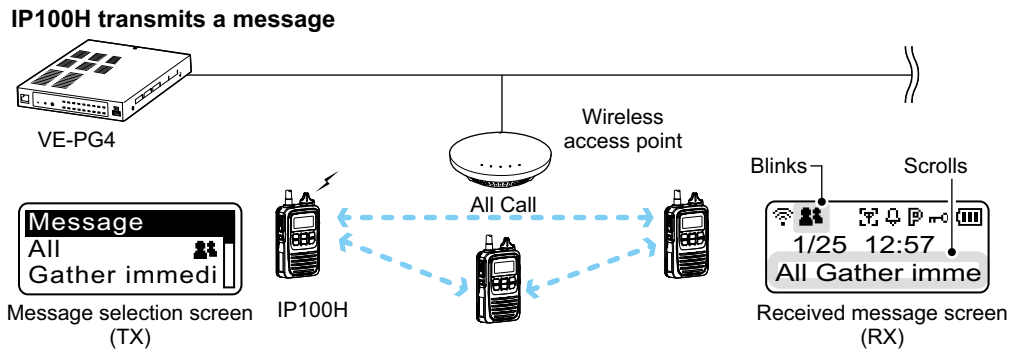 IP100H transmits a message
VE-PG4
Wireless
access point
Blinks
Scrolls
All Call
Message
All
Gather immedi
1/25 12:57
All Gather imme
Message selection screen
(TX)
IP100H
Received message screen
(RX)